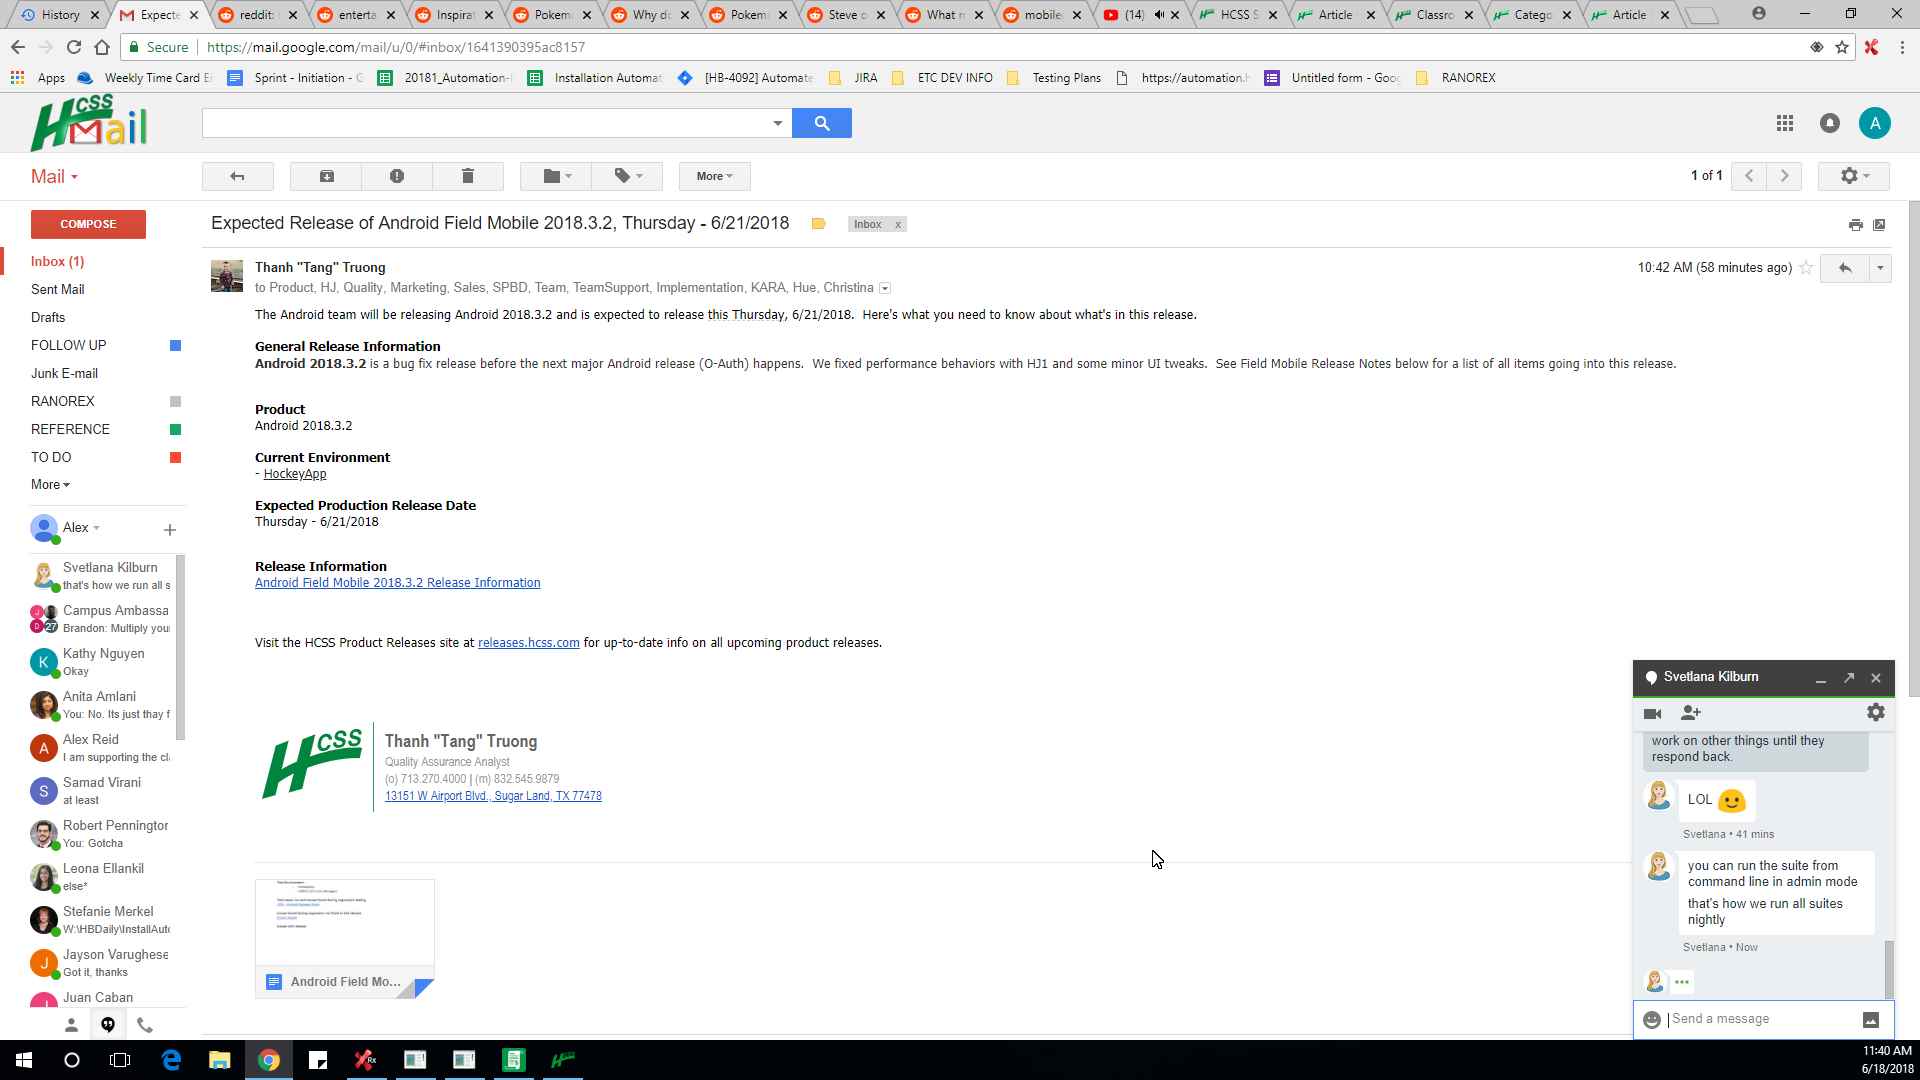 History
Expecte
reddit:
enterta
Inspirat
Pokem
Why do
Pokem
Steve c
What r
mobile
(14)
HCSS S
Article
Classro
Catego
Article
Secure
https://mail.google.com/mail/u/0/#inbox/1641390395ac8157
Apps
Weekly Time Card E
Sprint - Initiation - G
20181_Automation-
Installation Automat
[HB-4092] Automate
JIRA
ETC DEV INFO
Testing Plans
https://automation.h
Untitled form - Goog
RANOREX
HCSS
Mail
A
Mail
More
1 of 1
COMPOSE
Expected Release of Android Field Mobile 2018.3.2, Thursday - 6/21/2018
Inbox x
Inbox (1)
Sent Mail
Drafts
FOLLOW UP
Junk E-mail
RANOREX
REFERENCE
TO DO
More
Alex
Svetlana Kilburn
that's how we run all s
Campus Ambassa
Brandon: Multiply you
27
Kathy Nguyen
Okay
K
Anita Amlani
You: No. Its just thay f
Alex Reid
I am supporting the cl
A
Samad Virani
at least
S
Robert Pennington
You: Gotcha
Leona Ellankil
else*
Stefanie Merkel
W:\HBDaily\InstallAuto
Jayson Varughese
Got it, thanks
J
Juan Caban
Thanh "Tang" Truong
10:42 AM (58 minutes ago)
to Product, HJ, Quality, Marketing, Sales, SPBD, Team, TeamSupport, Implementation, KARA, Hue, Christina
The Android team will be releasing Android 2018.3.2 and is expected to release this Thursday, 6/21/2018.  Here's what you need to know about what's in this release.
General Release Information
Android 2018.3.2 is a bug fix release before the next major Android release (O-Auth) happens.  We fixed performance behaviors with HJ1 and some minor UI tweaks.  See Field Mobile Release Notes below for a list of all items going into this release.
Product
Android 2018.3.2
Current Environment
- HockeyApp
Expected Production Release Date
Thursday - 6/21/2018
Release Information
Android Field Mobile 2018.3.2 Release Information
Visit the HCSS Product Releases site at releases.hcss.com for up-to-date info on all upcoming product releases.
HCSS
Thanh "Tang" Truong
Quality Assurance Analyst
(o) 713.270.4000 | (m) 832.545.9879
13151 W Airport Blvd., Sugar Land, TX 77478
Android Field Mo...
Svetlana Kilburn
work on other things until they
respond back.
LOL
Svetlana • 41 mins
you can run the suite from
command line in admin mode
that's how we run all suites
nightly
Svetlana • Now
Send a message
11:40 AM
6/18/2018